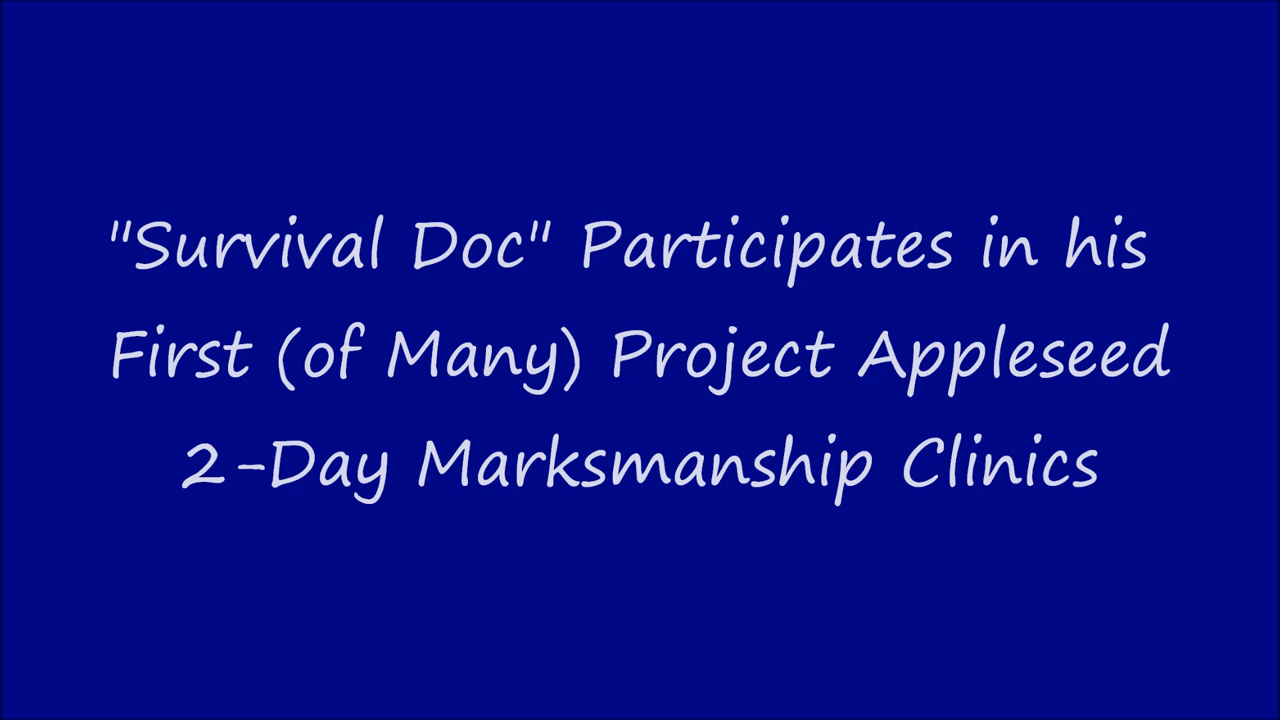 "Survival Doc" Participates in his
First (of Many) Project Appleseed
2-Day Marksmanship Clinics